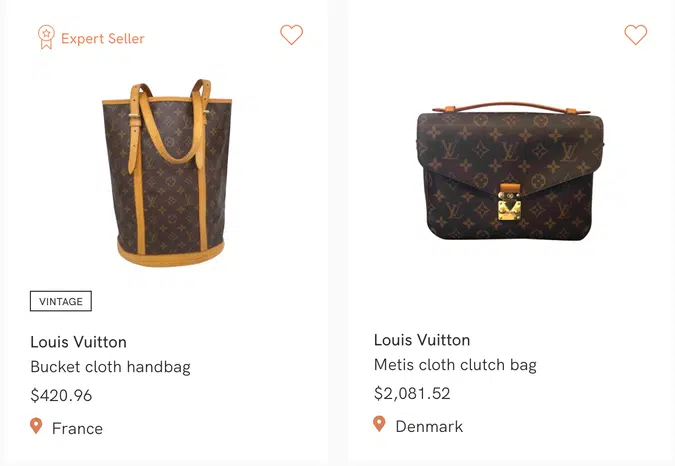 Expert Seller
VINTAGE
Louis Vuitton
Bucket cloth handbag
$420.96
France
Louis Vuitton
Metis cloth clutch bag
$2,081.52
Denmark